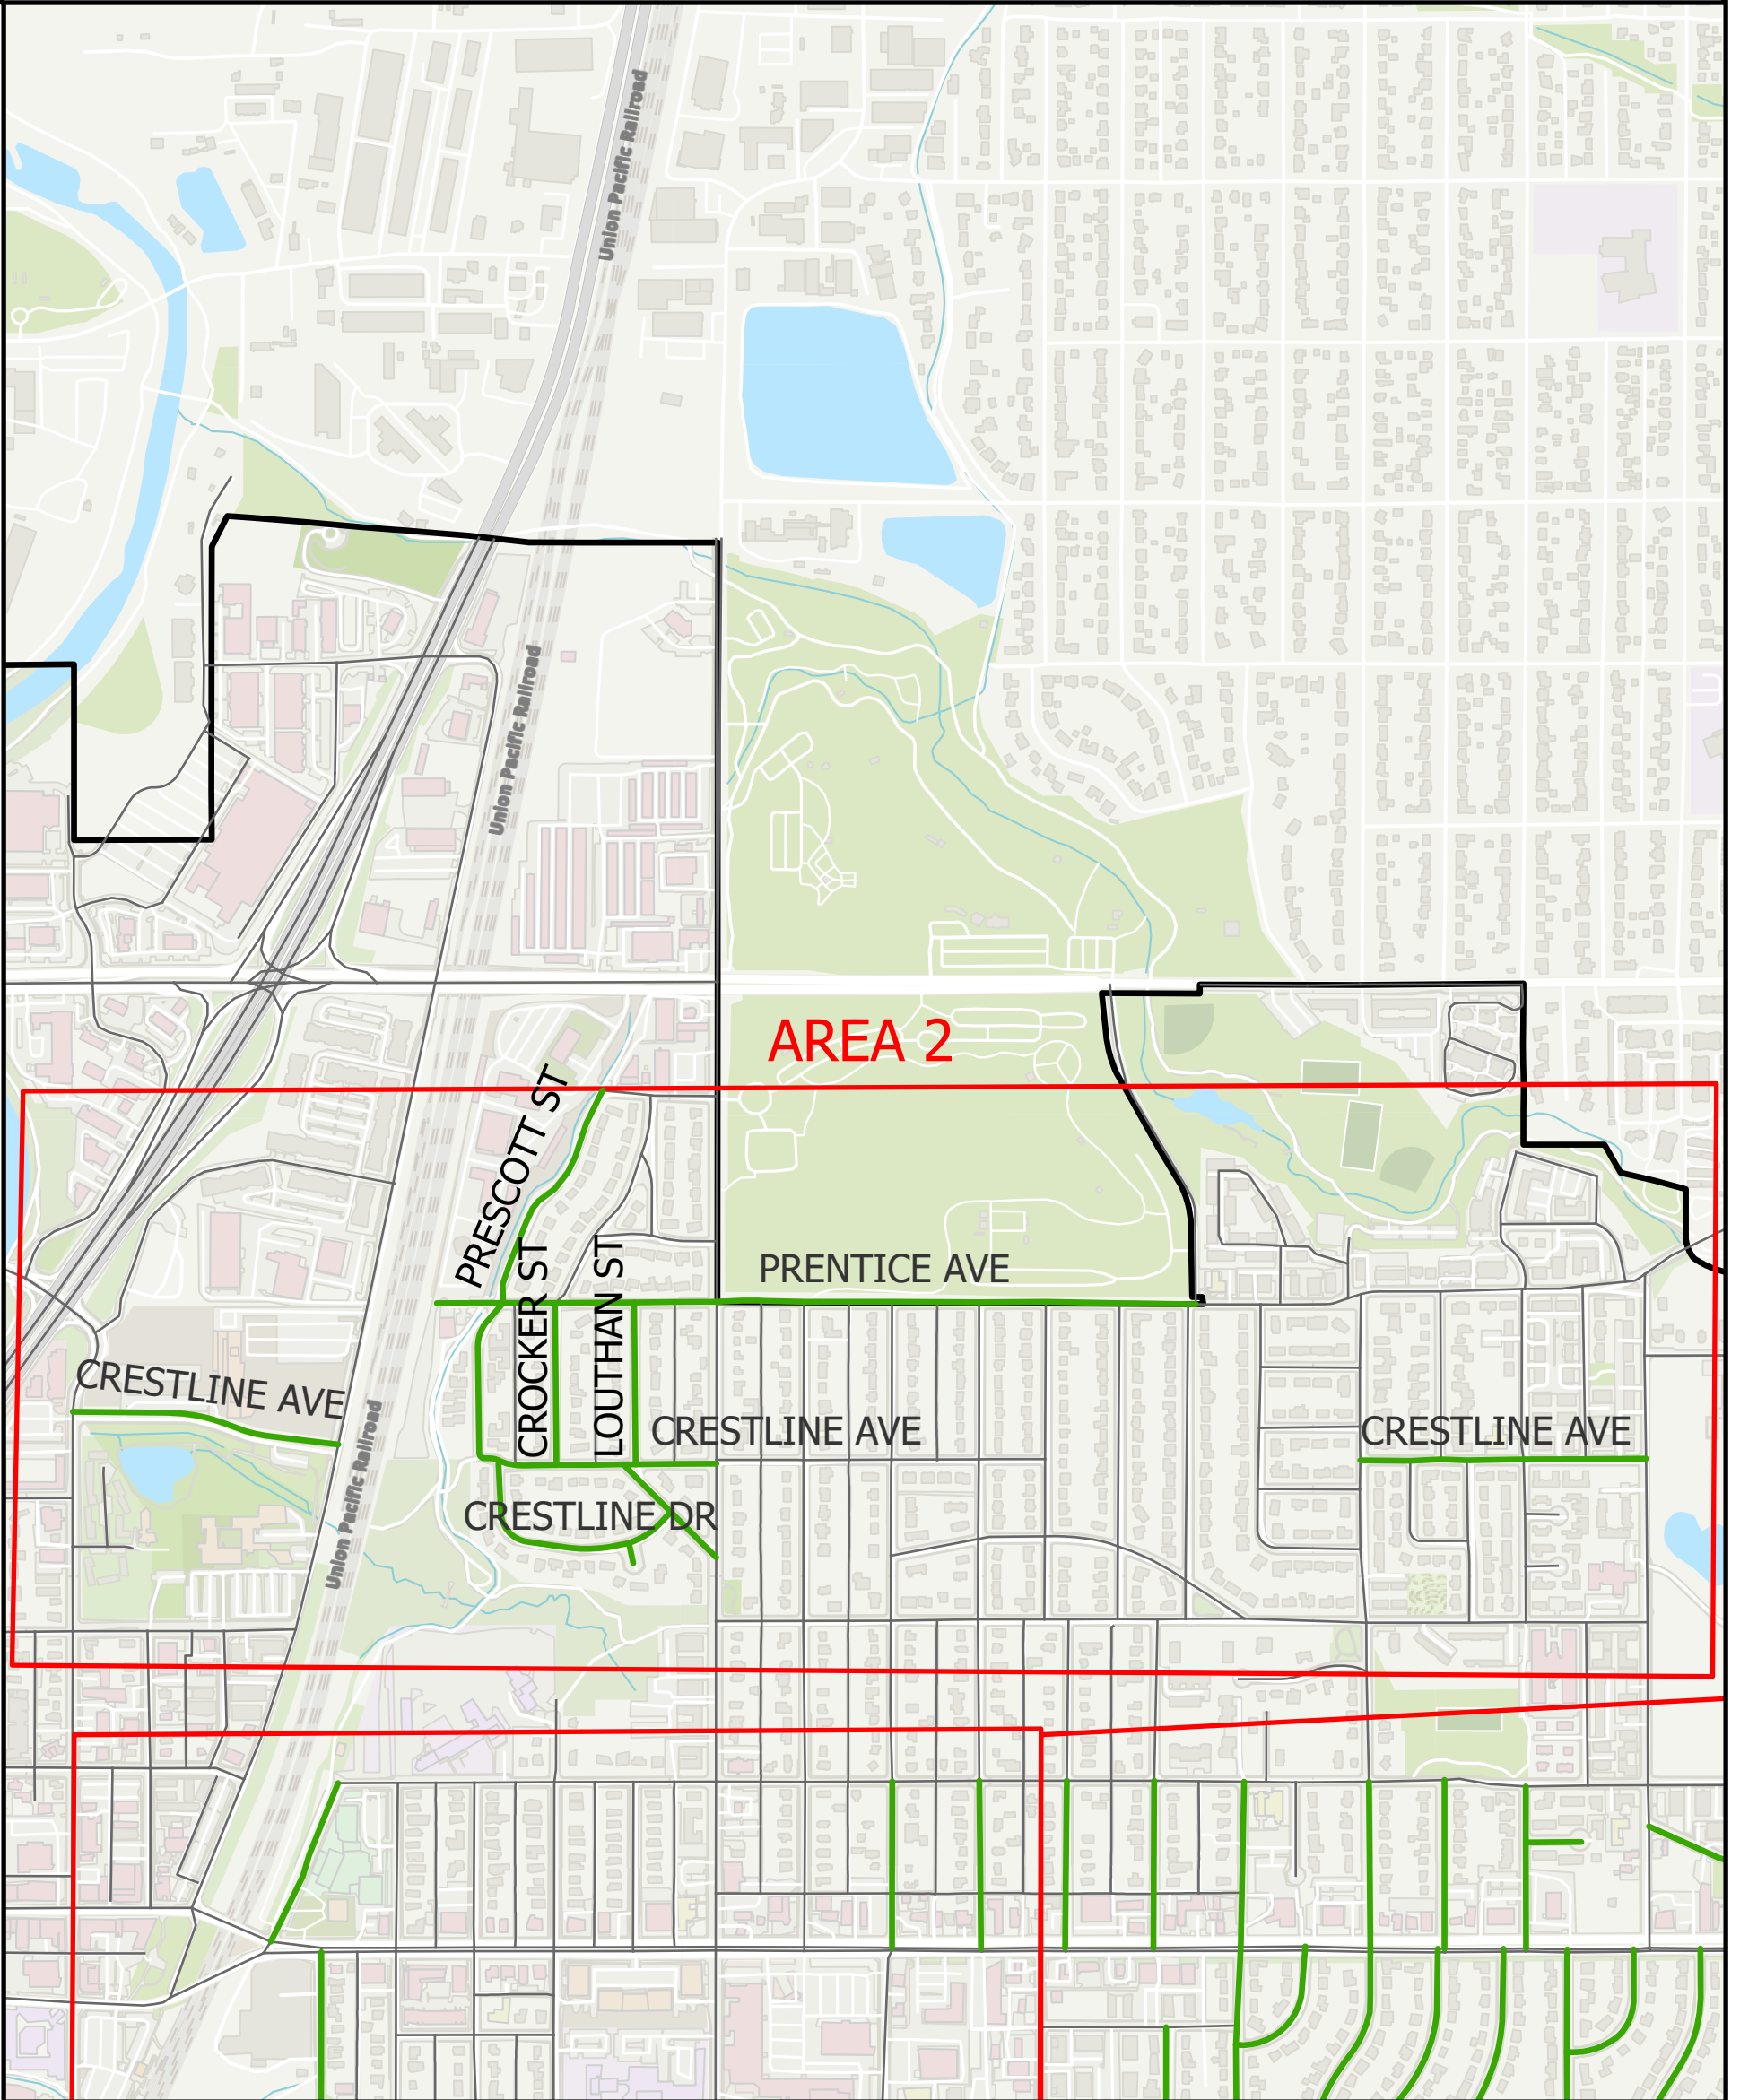 Union Pacific Railroad
Union Pacific Railroad
AREA 2
PRESCOTT ST
CROCKER ST
LOUTHAN ST
PRENTICE AVE
CRESTLINE AVE
CRESTLINE AVE
CRESTLINE AVE
CRESTLINE DR
Union Pacific Railroad